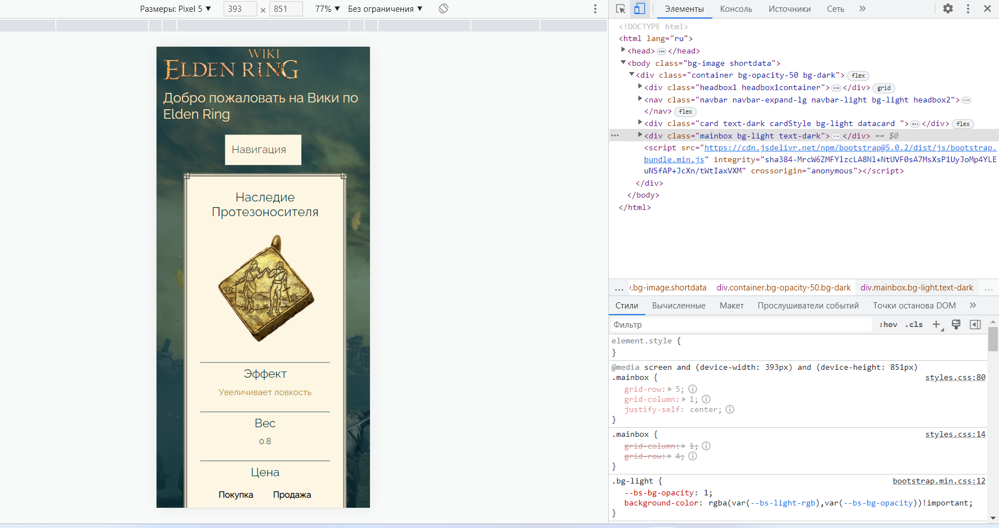 Размеры: Pixel 5 ▼ 393 × 851 77% ▼ Без ограничения ▼
WIKI
ELDEN RING
Добро пожаловать на Вики по
Elden Ring
Навигация
Наследие
Протезоносителя
Эффект
Увеличивает ловкость
Вес
0.8
Цена
Покупка Продажа
Элементы Консоль Источники Сеть »
<!DOCTYPE html>
<html lang="ru">
<head>…</head>
<body class="bg-image shortdata">
<div class="container bg-opacity-50 bg-dark"> flex
<div class="headbox1 headbox1container">…</div> grid
<nav class="navbar navbar-expand-lg navbar-light bg-light headbox2">…
</nav> flex
<div class="card text-dark cardStyle bg-light datacard ">…</div> flex
… <div class="mainbox bg-light text-dark">…</div> == $0
<script src="https://cdn.jsdelivr.net/npm/bootstrap@5.0.2/dist/js/bootstrap.
bundle.min.js" integrity="sha384-MrcW6ZMFYlzcLA8Nl+NtUVF0sA7MsXsP1UyJoMp4YLE
uNSfAP+JcXn/tWtIaxVXM" crossorigin="anonymous"></script>
</div>
</body>
</html>
… .bg-image.shortdata div.container.bg-opacity-50.bg-dark div.mainbox.bg-light.text-dark …
Стили Вычисленные Макет Прослушиватели событий Точки останова DOM »
Фильтр :hov .cls +
element.style {
}
@media screen and (device-width: 393px) and (device-height: 851px)
.mainbox { styles.css:80
grid-row: 5;
grid-column: 1;
justify-self: center;
}
.mainbox { styles.css:14
grid-column: 1;
grid-row: 4;
}
.bg-light { bootstrap.min.css:12
--bs-bg-opacity: 1;
background-color: rgba(var(--bs-light-rgb),var(--bs-bg-opacity))!important;
}